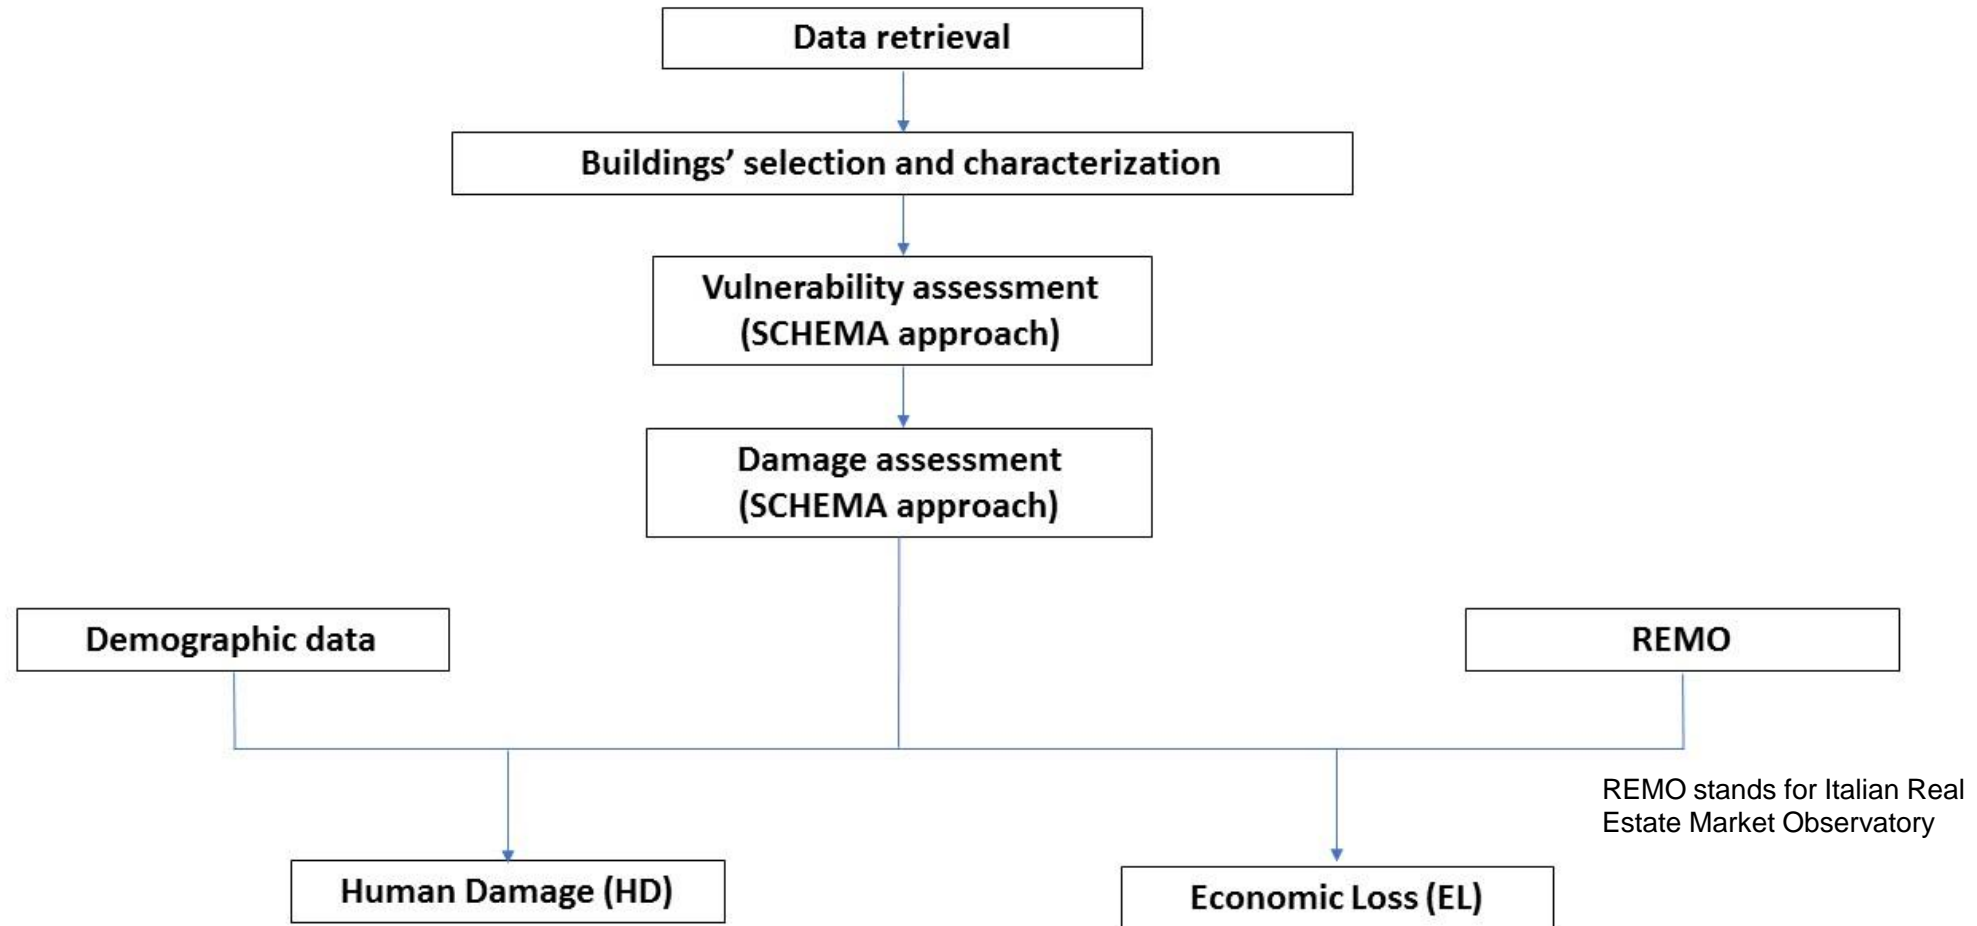 Data retrieval
Buildings’ selection and characterization
Vulnerability assessment
(SCHEMA approach)
Damage assessment
(SCHEMA approach)
Demographic data
REMO
REMO stands for Italian Real
Estate Market Observatory
Human Damage (HD)
Economic Loss (EL)